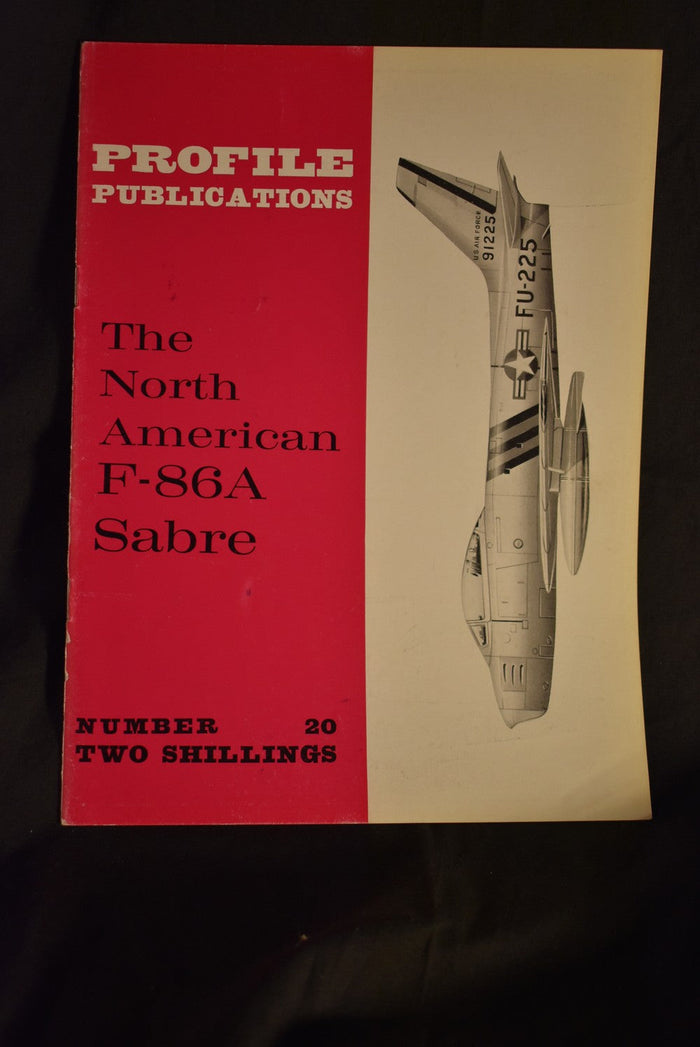 PROFILE
PUBLICATIONS
The
North
American
F-86A
Sabre
NUMBER 20
TWO SHILLINGS
U.S. AIR FORCE
91225
FU-225